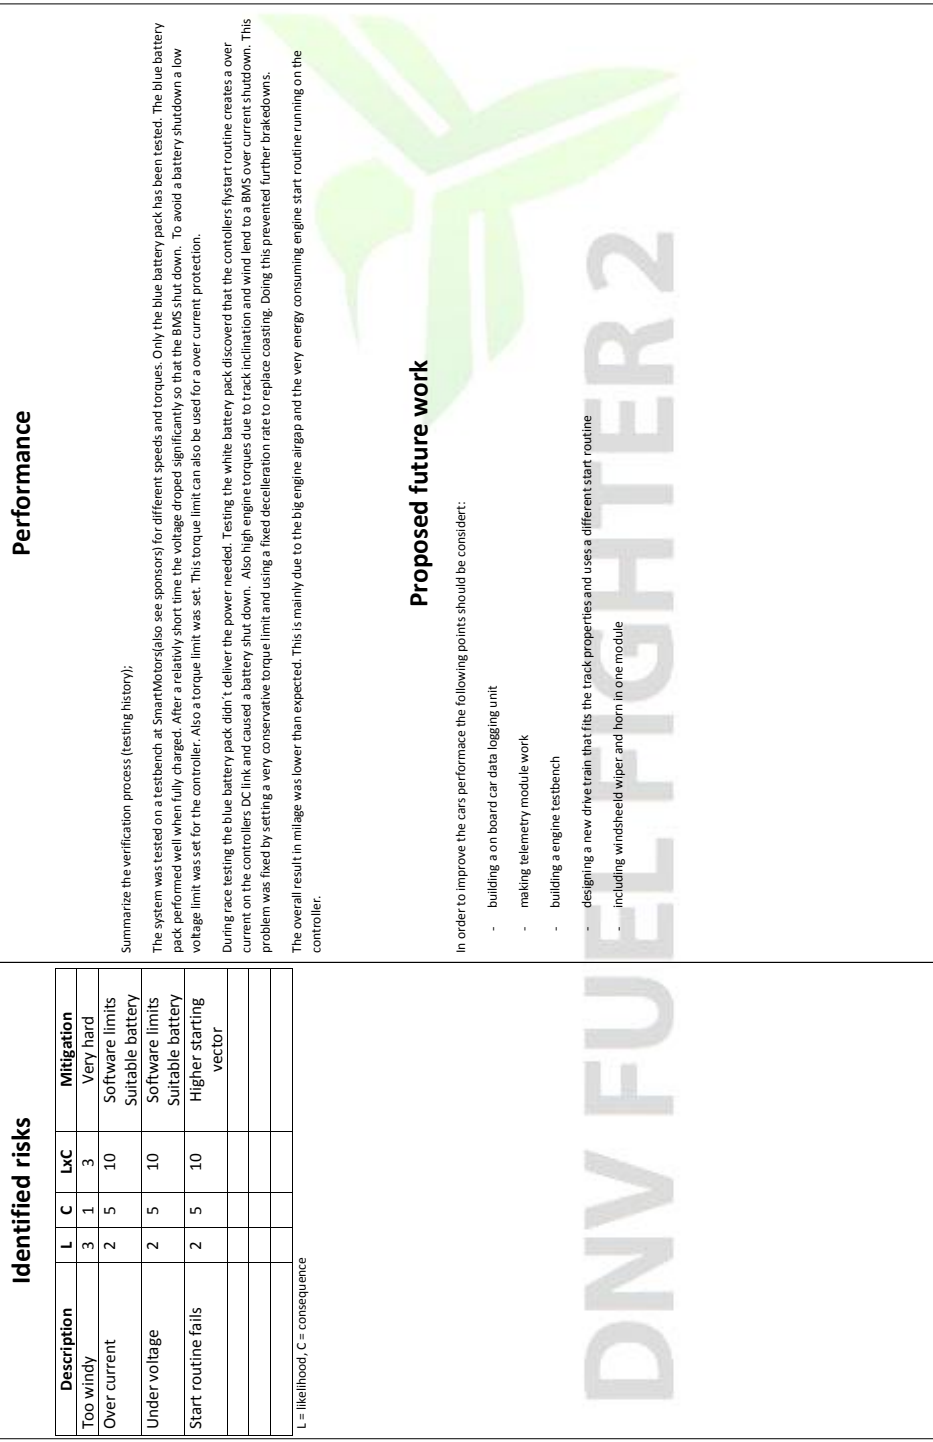 Identified risks
Description L C LxC Mitigation
Too windy 3 1 3 Very hard
Over current 2 5 10 Software limits
Suitable battery
Under voltage 2 5 10 Software limits
Suitable battery
Start routine fails 2 5 10 Higher starting
vector
L = likelihood, C = consequence
Performance
Summarize the verification process (testing history);
The system was tested on a testbench at SmartMotors(also see sponsors) for different speeds and torques. Only the blue battery pack has been tested. The blue battery
pack performed well when fully charged. After a relativly short time the voltage droped significantly so that the BMS shut down. To avoid a battery shutdown a low
voltage limit was set for the controller. Also a torque limit was set. This torque limit can also be used for a over current protection.
During race testing the blue battery pack didn´t deliver the power needed. Testing the white battery pack discoverd that the contollers flystart routine creates a over
current on the controllers DC link and caused a battery shut down. Also high engine torques due to track inclination and wind lend to a BMS over current shutdown. This
problem was fixed by setting a very conservative torque limit and using a fixed decelleration rate to replace coasting. Doing this prevented further brakedowns.
The overall result in milage was lower than expected. This is mainly due to the big engine airgap and the very energy consuming engine start routine running on the
controller.
Proposed future work
In order to improve the cars performace the following points should be considert:
- building a on board car data logging unit
- making telemetry module work
- building a engine testbench
- designing a new drive train that fits the track properties and uses a different start routine
- including windsheeld wiper and horn in one module
DNV FUEL FIGHTER 2